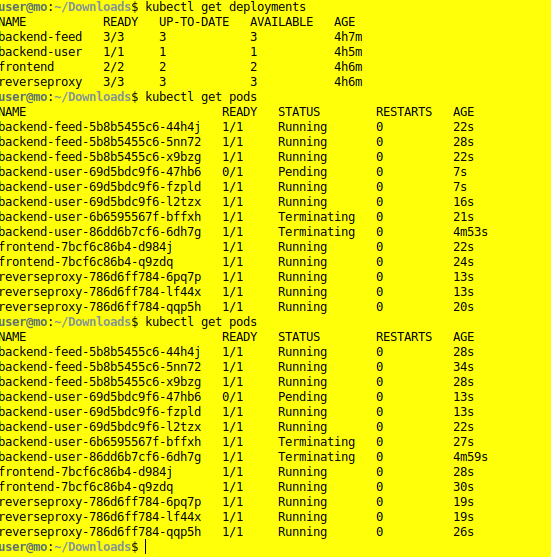 user@mo:~/Downloads$ kubectl get deployments
NAME READY UP-TO-DATE AVAILABLE AGE
backend-feed 3/3 3 3 4h7m
backend-user 1/1 1 1 4h5m
frontend 2/2 2 2 4h6m
reverseproxy 3/3 3 3 4h6m
user@mo:~/Downloads$ kubectl get pods
NAME READY STATUS RESTARTS AGE
backend-feed-5b8b5455c6-44h4j 1/1 Running 0 22s
backend-feed-5b8b5455c6-5nn72 1/1 Running 0 28s
backend-feed-5b8b5455c6-x9bzg 1/1 Running 0 22s
backend-user-69d5bdc9f6-47hb6 0/1 Pending 0 7s
backend-user-69d5bdc9f6-fzpld 1/1 Running 0 7s
backend-user-69d5bdc9f6-l2tzx 1/1 Running 0 16s
backend-user-6b6595567f-bffxh 1/1 Terminating 0 21s
backend-user-86dd6b7cf6-6dh7g 1/1 Terminating 0 4m53s
frontend-7bcf6c86b4-d984j 1/1 Running 0 22s
frontend-7bcf6c86b4-q9zdq 1/1 Running 0 24s
reverseproxy-786d6ff784-6pq7p 1/1 Running 0 13s
reverseproxy-786d6ff784-lf44x 1/1 Running 0 13s
reverseproxy-786d6ff784-qqp5h 1/1 Running 0 20s
user@mo:~/Downloads$ kubectl get pods
NAME READY STATUS RESTARTS AGE
backend-feed-5b8b5455c6-44h4j 1/1 Running 0 28s
backend-feed-5b8b5455c6-5nn72 1/1 Running 0 34s
backend-feed-5b8b5455c6-x9bzg 1/1 Running 0 28s
backend-user-69d5bdc9f6-47hb6 0/1 Pending 0 13s
backend-user-69d5bdc9f6-fzpld 1/1 Running 0 13s
backend-user-69d5bdc9f6-l2tzx 1/1 Running 0 22s
backend-user-6b6595567f-bffxh 1/1 Terminating 0 27s
backend-user-86dd6b7cf6-6dh7g 1/1 Terminating 0 4m59s
frontend-7bcf6c86b4-d984j 1/1 Running 0 28s
frontend-7bcf6c86b4-q9zdq 1/1 Running 0 30s
reverseproxy-786d6ff784-6pq7p 1/1 Running 0 19s
reverseproxy-786d6ff784-lf44x 1/1 Running 0 19s
reverseproxy-786d6ff784-qqp5h 1/1 Running 0 26s
user@mo:~/Downloads$